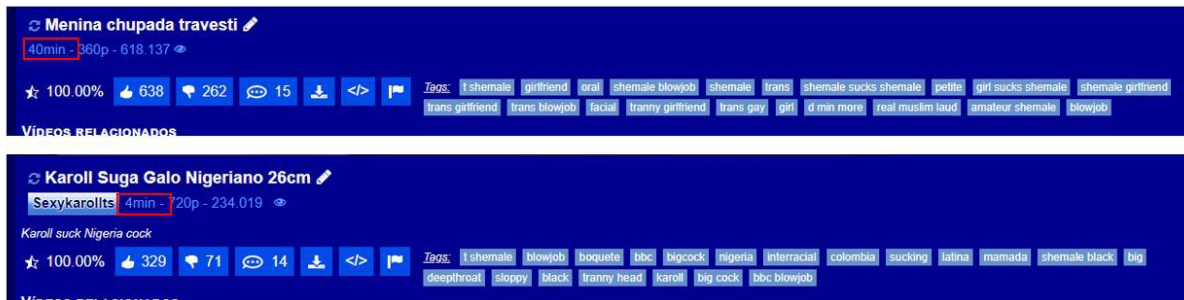 Menina chupada travesti
40min - 360p - 618.137
100.00% 638 262 15 </> Tags: t shemale girlfriend oral shemale blowjob shemale trans shemale sucks shemale petite girl sucks shemale shemale girlfriend
trans girlfriend trans blowjob facial tranny girlfriend trans gay girl d min more real muslim laud amateur shemale blowjob
VÍDEOS RELACIONADOS
Karoll Suga Galo Nigeriano 26cm
Sexykarollts 4min - 720p - 234.019
Karoll suck Nigeria cock
100.00% 329 71 14 </> Tags: t shemale blowjob boquete bbc bigcock nigeria interracial colombia sucking latina mamada shemale black big
deepthroat sloppy black tranny head karoll big cock bbc blowjob